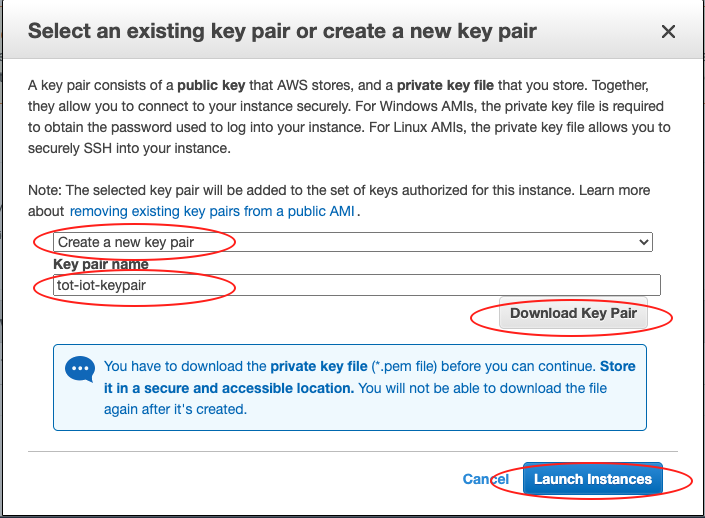 Select an existing key pair or create a new key pair
A key pair consists of a public key that AWS stores, and a private key file that you store. Together,
they allow you to connect to your instance securely. For Windows AMIs, the private key file is required
to obtain the password used to log into your instance. For Linux AMIs, the private key file allows you to
securely SSH into your instance.
Note: The selected key pair will be added to the set of keys authorized for this instance. Learn more
about removing existing key pairs from a public AMI.
Create a new key pair
Key pair name
tot-iot-keypair
Download Key Pair
You have to download the private key file (*.pem file) before you can continue. Store
it in a secure and accessible location. You will not be able to download the file
again after it's created.
Cancel Launch Instances